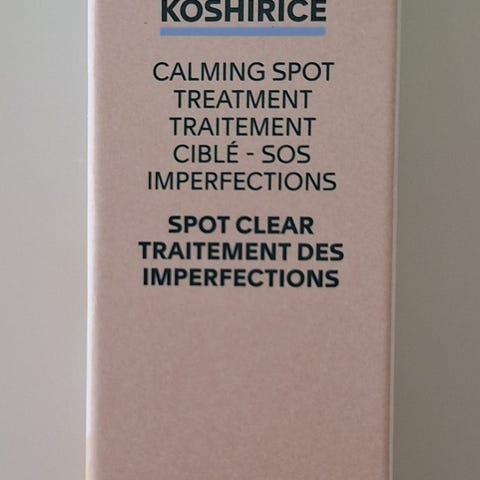 KOSHIRICE
CALMING SPOT
TREATMENT
TRAITEMENT
CIBLÉ - SOS
IMPERFECTIONS
SPOT CLEAR
TRAITEMENT DES
IMPERFECTIONS